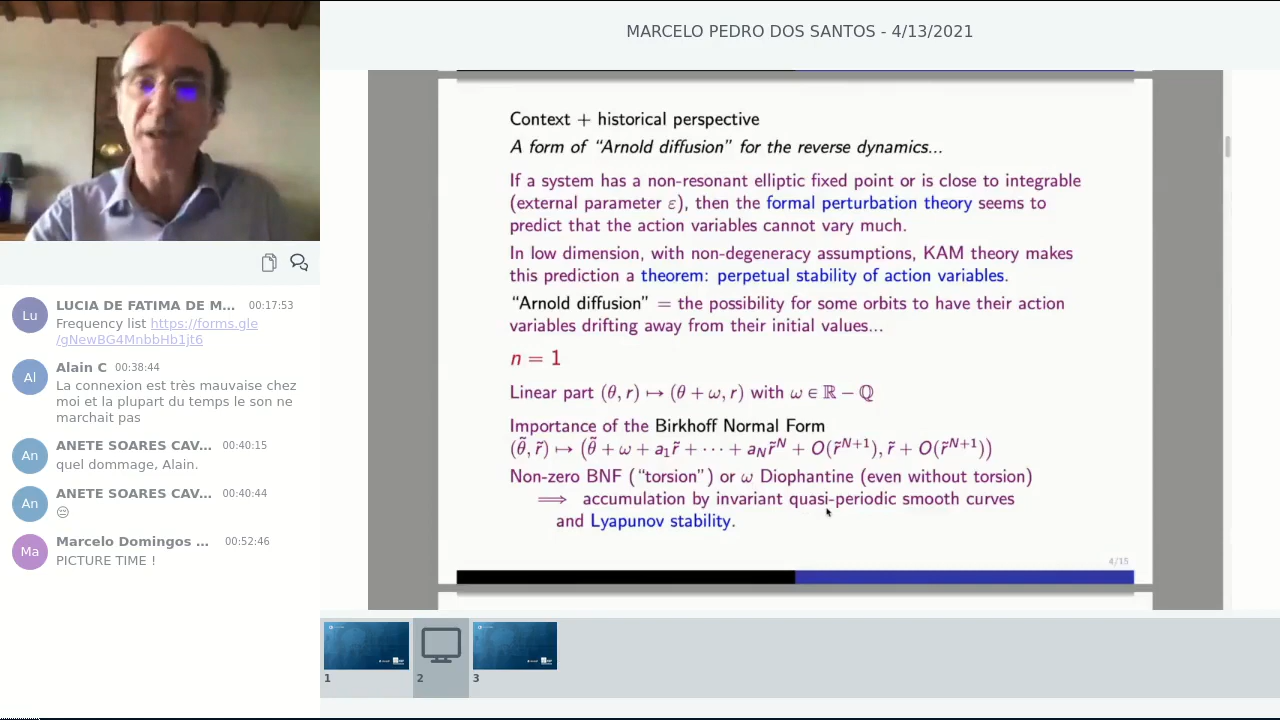 MARCELO PEDRO DOS SANTOS - 4/13/2021
LUCIA DE FATIMA DE M... 00:17:53
Frequency list https://forms.gle
/gNewBG4MnbbHb1jt6
Alain C 00:38:44
La connexion est très mauvaise chez
moi et la plupart du temps le son ne
marchait pas
ANETE SOARES CAV... 00:40:15
quel dommage, Alain.
ANETE SOARES CAV... 00:40:44
😔
Marcelo Domingos ... 00:52:46
PICTURE TIME !
Lu
Al
An
An
Ma
Context + historical perspective
A form of “Arnold diffusion” for the reverse dynamics...
If a system has a non-resonant elliptic fixed point or is close to integrable
(external parameter ε), then the formal perturbation theory seems to
predict that the action variables cannot vary much.
In low dimension, with non-degeneracy assumptions, KAM theory makes
this prediction a theorem: perpetual stability of action variables.
“Arnold diffusion” = the possibility for some orbits to have their action
variables drifting away from their initial values...
n = 1
Linear part (θ, r) ↦ (θ + ω, r) with ω ∈ ℝ − ℚ
Importance of the Birkhoff Normal Form
(θ̃, r̃) ↦ (θ̃ + ω + a₁r̃ + ⋯ + a_N r̃^N + O(r̃^{N+1}), r̃ + O(r̃^{N+1}))
Non-zero BNF (“torsion”) or ω Diophantine (even without torsion)
⟹ accumulation by invariant quasi-periodic smooth curves
and Lyapunov stability.
4/15
1
2
3